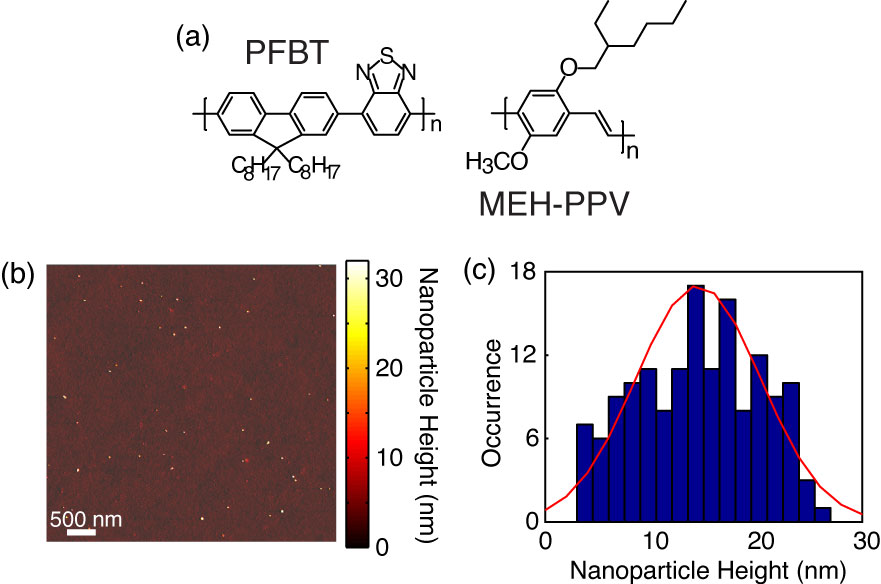 (a)
PFBT
S
N N
n
C8H17 C8H17
O
H3CO
n
MEH-PPV
(b)
500 nm
30
20
10
0
Nanoparticle Height (nm)
(c)
18
12
6
0
Occurrence
0 10 20 30
Nanoparticle Height (nm)